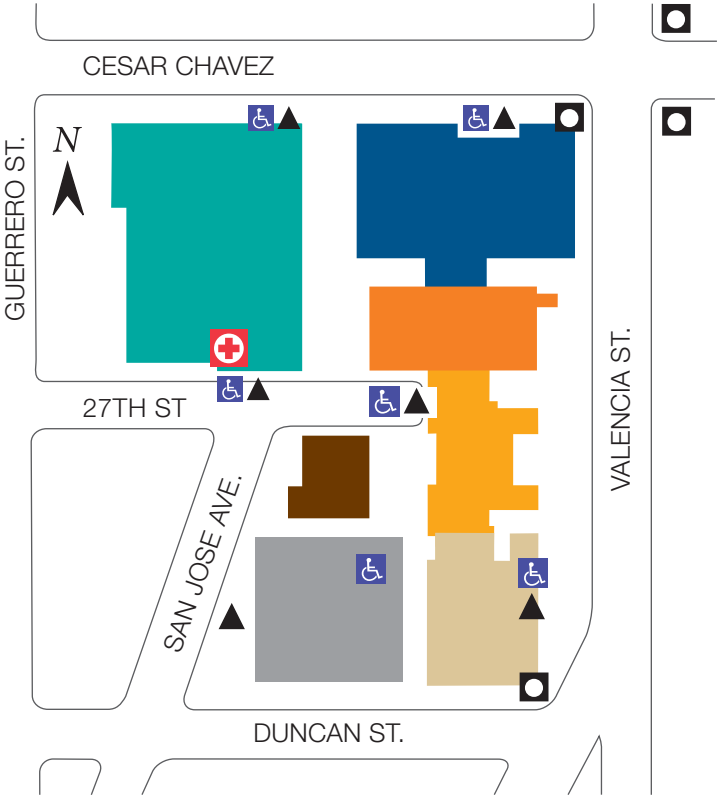 CESAR CHAVEZ
GUERRERO ST.
N
27TH ST
VALENCIA ST.
SAN JOSE AVE.
DUNCAN ST.